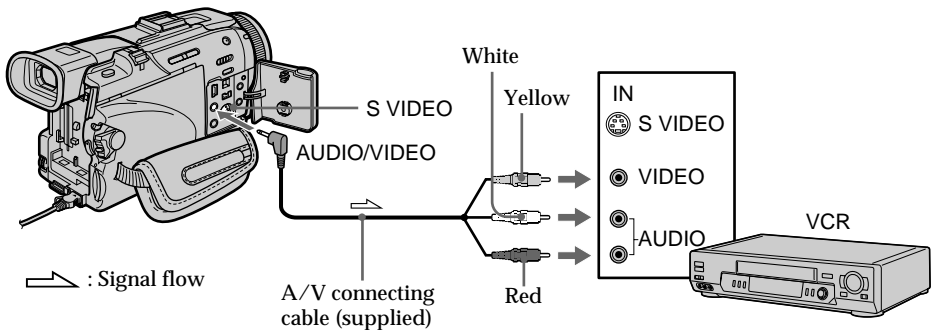 White
Yellow
S VIDEO
AUDIO/VIDEO
IN
S VIDEO
VIDEO
AUDIO
VCR
: Signal flow
A/V connecting
cable (supplied)
Red